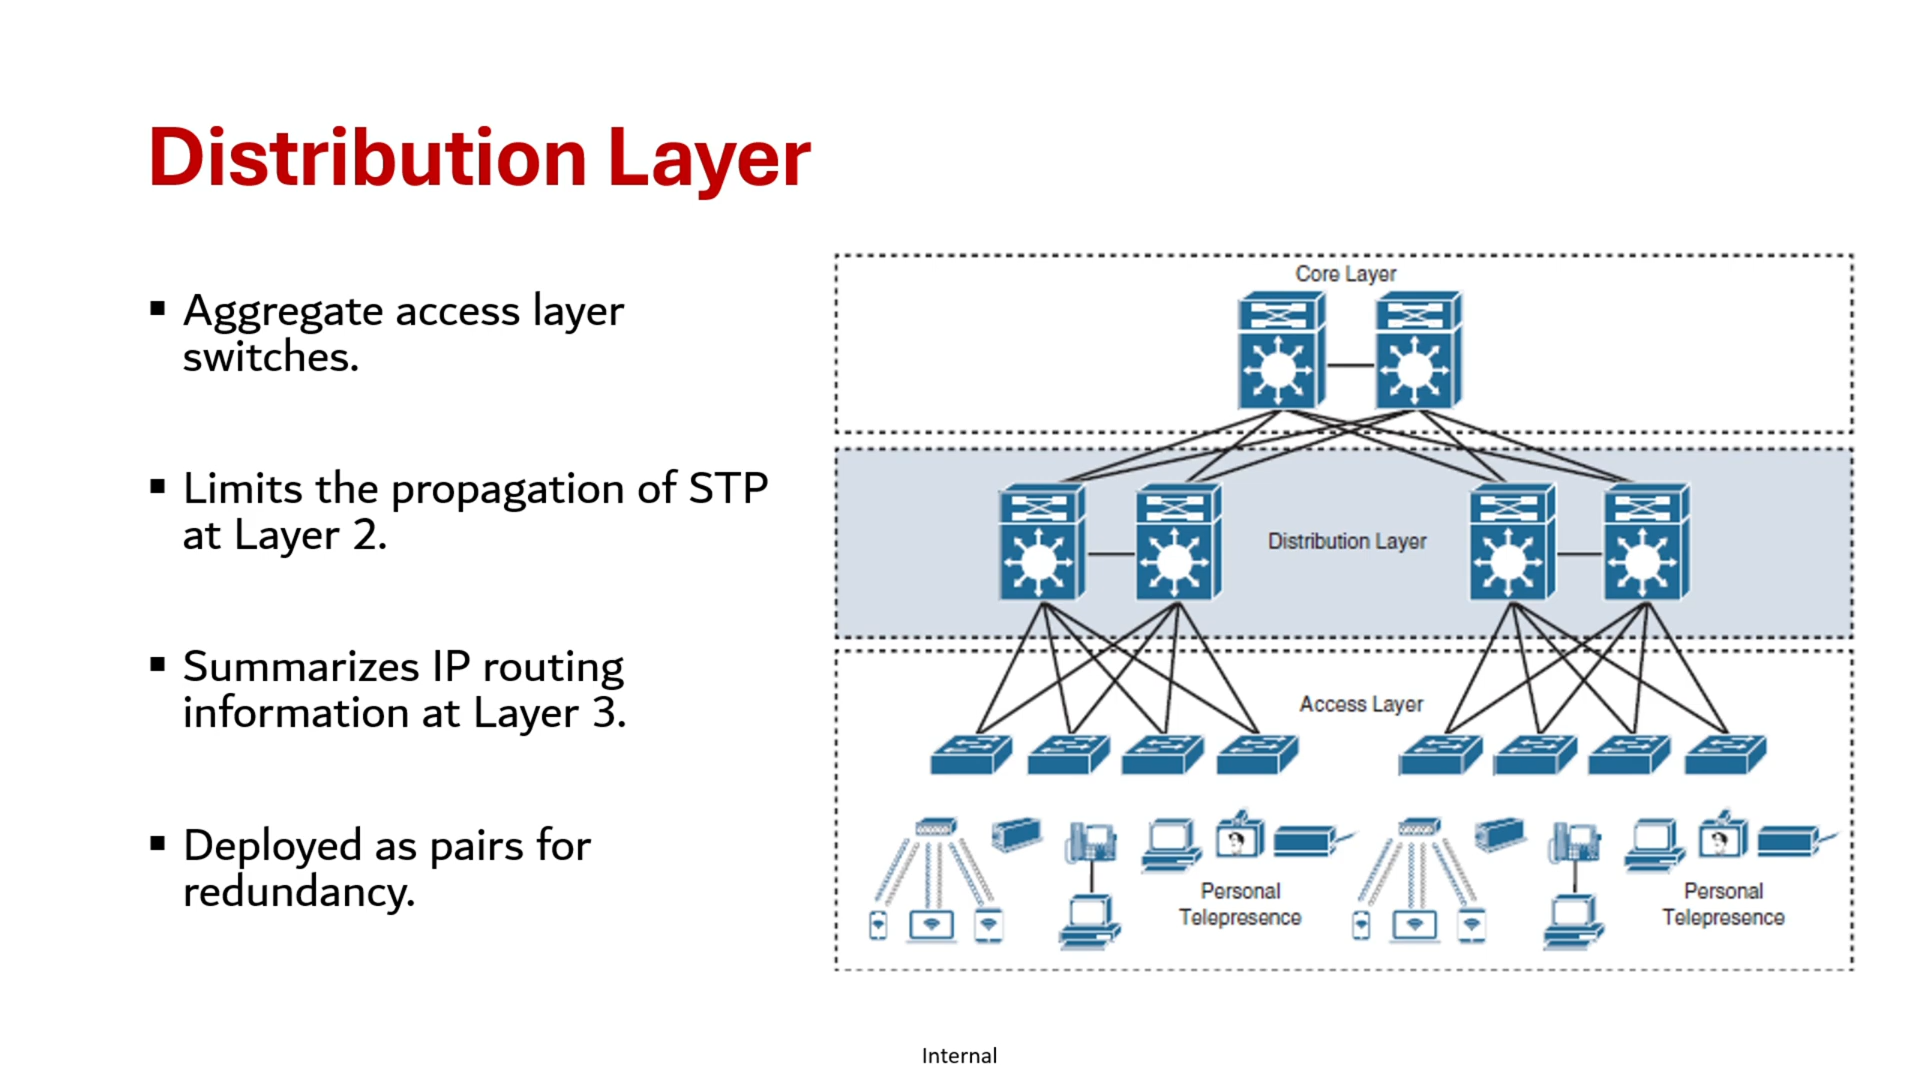 Distribution Layer
▪ Aggregate access layer
switches.
▪ Limits the propagation of STP
at Layer 2.
▪ Summarizes IP routing
information at Layer 3.
▪ Deployed as pairs for
redundancy.
Core Layer
Distribution Layer
Access Layer
Personal
Telepresence
Personal
Telepresence
Internal